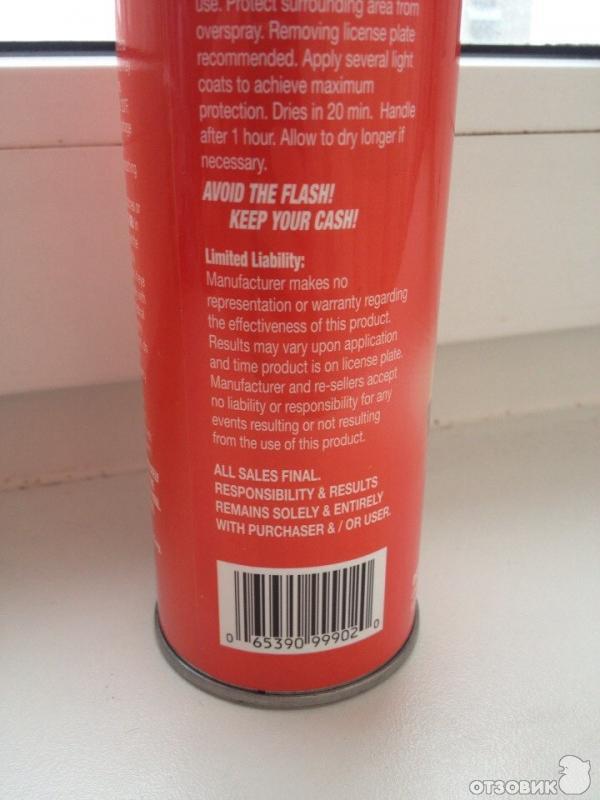 use. Protect surrounding area from
overspray. Removing license plate
recommended. Apply several light
coats to achieve maximum
protection. Dries in 20 min. Handle
after 1 hour. Allow to dry longer if
necessary.
AVOID THE FLASH!
KEEP YOUR CASH!
Limited Liability:
Manufacturer makes no
representation or warranty regarding
the effectiveness of this product.
Results may vary upon application
and time product is on license plate.
Manufacturer and re-sellers accept
no liability or responsibility for any
events resulting or not resulting
from the use of this product.
ALL SALES FINAL.
RESPONSIBILITY & RESULTS
REMAINS SOLELY & ENTIRELY
WITH PURCHASER & / OR USER.
0 65390 99902 0
ОТЗОВИК